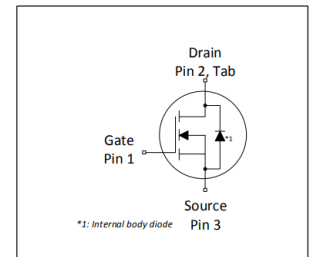 Drain
Pin 2, Tab
*1
Gate
Pin 1
Source
Pin 3
*1: Internal body diode